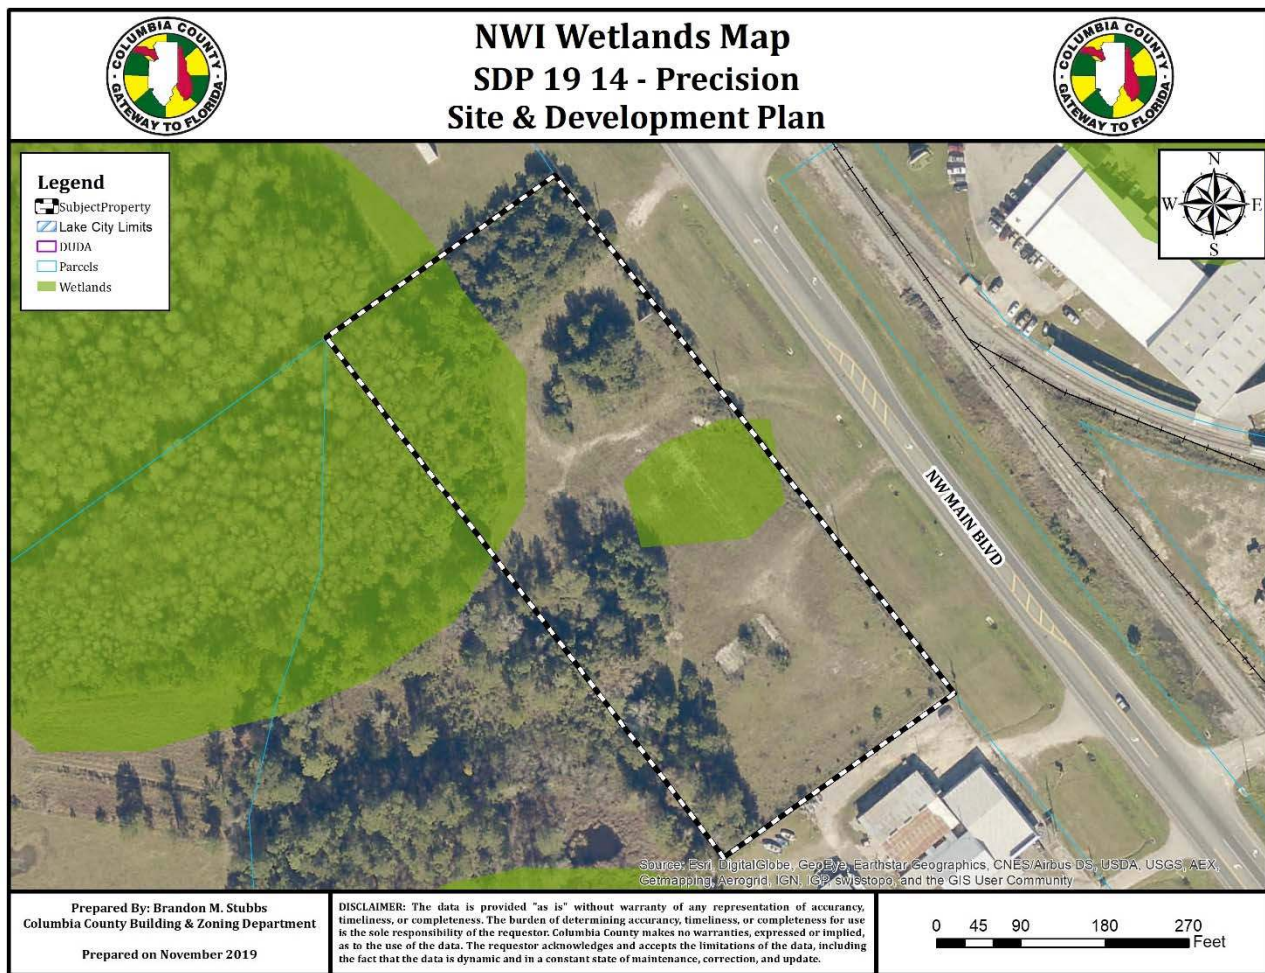 COLUMBIA COUNTY
GATEWAY TO FLORIDA
NWI Wetlands Map
SDP 19 14 - Precision
Site & Development Plan
COLUMBIA COUNTY
GATEWAY TO FLORIDA
Legend
SubjectProperty
Lake City Limits
DUDA
Parcels
Wetlands
N
W E
S
NW MAIN BLVD
Source: Esri, DigitalGlobe, GeoEye, Earthstar Geographics, CNES/Airbus DS, USDA, USGS, AEX,
Getmapping, Aerogrid, IGN, IGP, swisstopo, and the GIS User Community
Prepared By: Brandon M. Stubbs
Columbia County Building & Zoning Department
Prepared on November 2019
DISCLAIMER: The data is provided "as is" without warranty of any representation of accuracy,
timeliness, or completeness. The burden of determining accuracy, timeliness, or completeness for use
is the sole responsibility of the requestor. Columbia County makes no warranties, expressed or implied,
as to the use of the data. The requestor acknowledges and accepts the limitations of the data, including
the fact that the data is dynamic and in a constant state of maintenance, correction, and update.
0 45 90 180 270
Feet